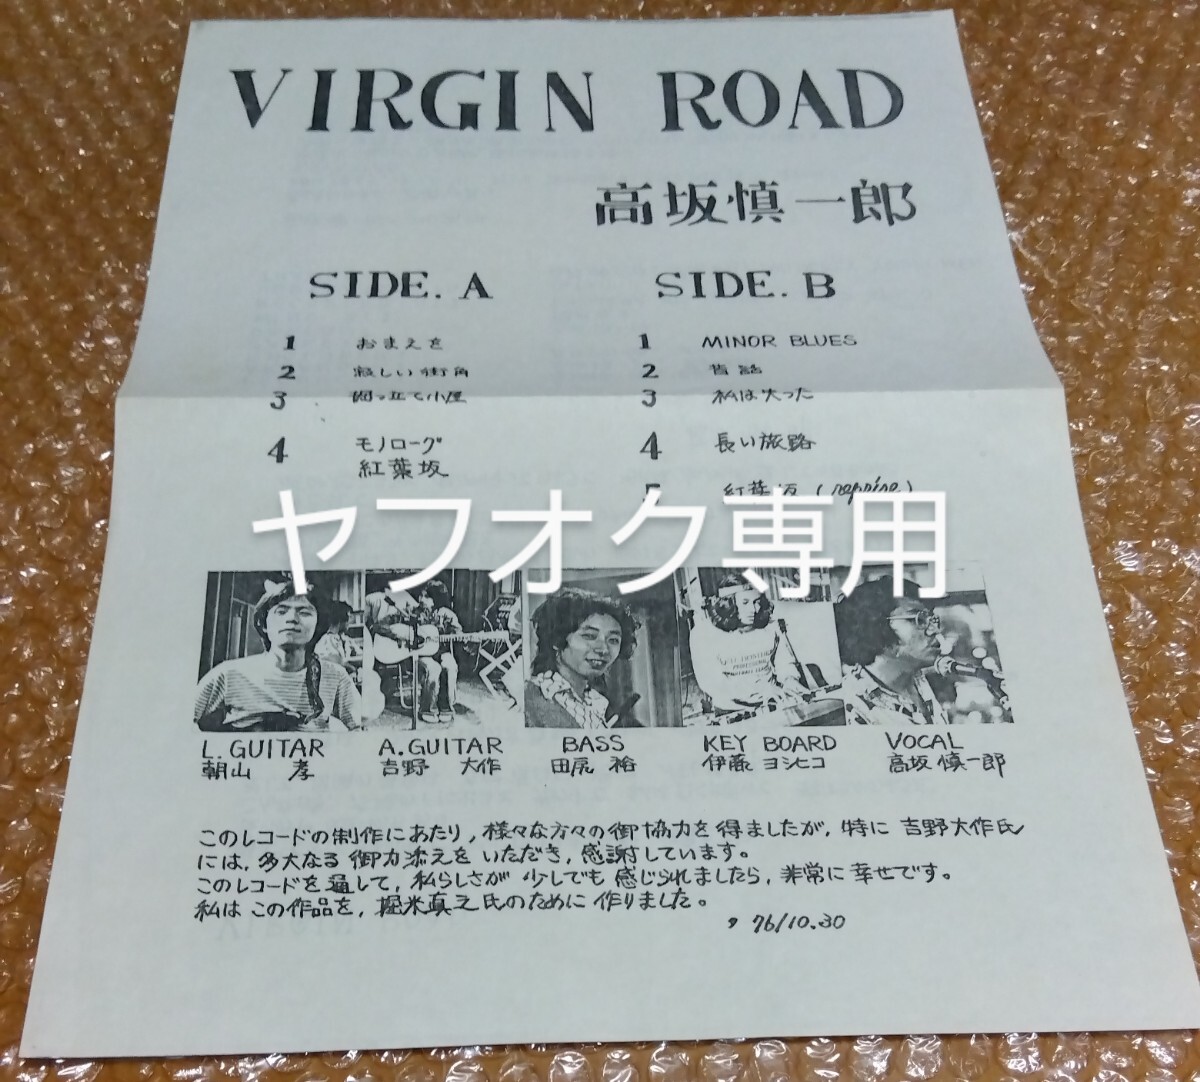 VIRGIN ROAD
高坂慎一郎
SIDE. A
1 おまえを
2 寂しい街角
3 掘っ立て小屋
4 モノローグ
紅葉坂
SIDE. B
1 MINOR BLUES
2 昔話
3 私は失った
4 長い旅路
5 紅葉坂 (reprise)
ヤフオク専用
L. GUITAR
朝山 孝
A. GUITAR
吉野 大作
BASS
田尻 裕
KEY BOARD
伊藤 ヨシヒコ
VOCAL
高坂慎一郎
このレコードの制作にあたり,様々な方々の御協力を得ましたが,特に 吉野大作氏
には,多大なる御力添えをいただき,感謝しています。
このレコードを通して,私らしさが 少しでも 感じられましたら,非常に幸せです。
私はこの作品を,堀米真之氏のために作りました。
'76/10.30